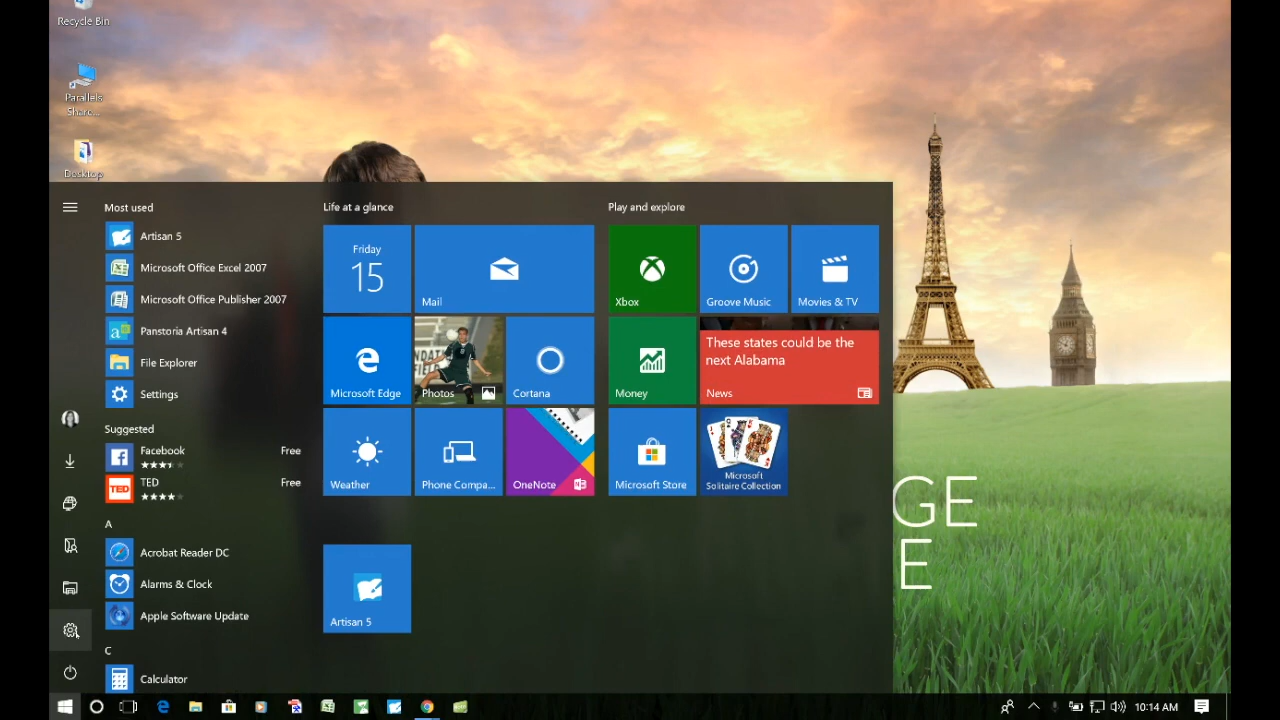 Recycle Bin
Parallels
Share...
Desktop
Most used
Artisan 5
Microsoft Office Excel 2007
Microsoft Office Publisher 2007
Panstoria Artisan 4
File Explorer
Settings
Suggested
Facebook Free
TED Free
A
Acrobat Reader DC
Alarms & Clock
Apple Software Update
C
Calculator
Life at a glance
Friday
15
Mail
Microsoft Edge
Photos
Cortana
Weather
Phone Compa...
OneNote
Artisan 5
Play and explore
Xbox
Groove Music
Movies & TV
Money
These states could be the
next Alabama
News
Microsoft Store
Microsoft
Solitaire Collection
GE
E
10:14 AM